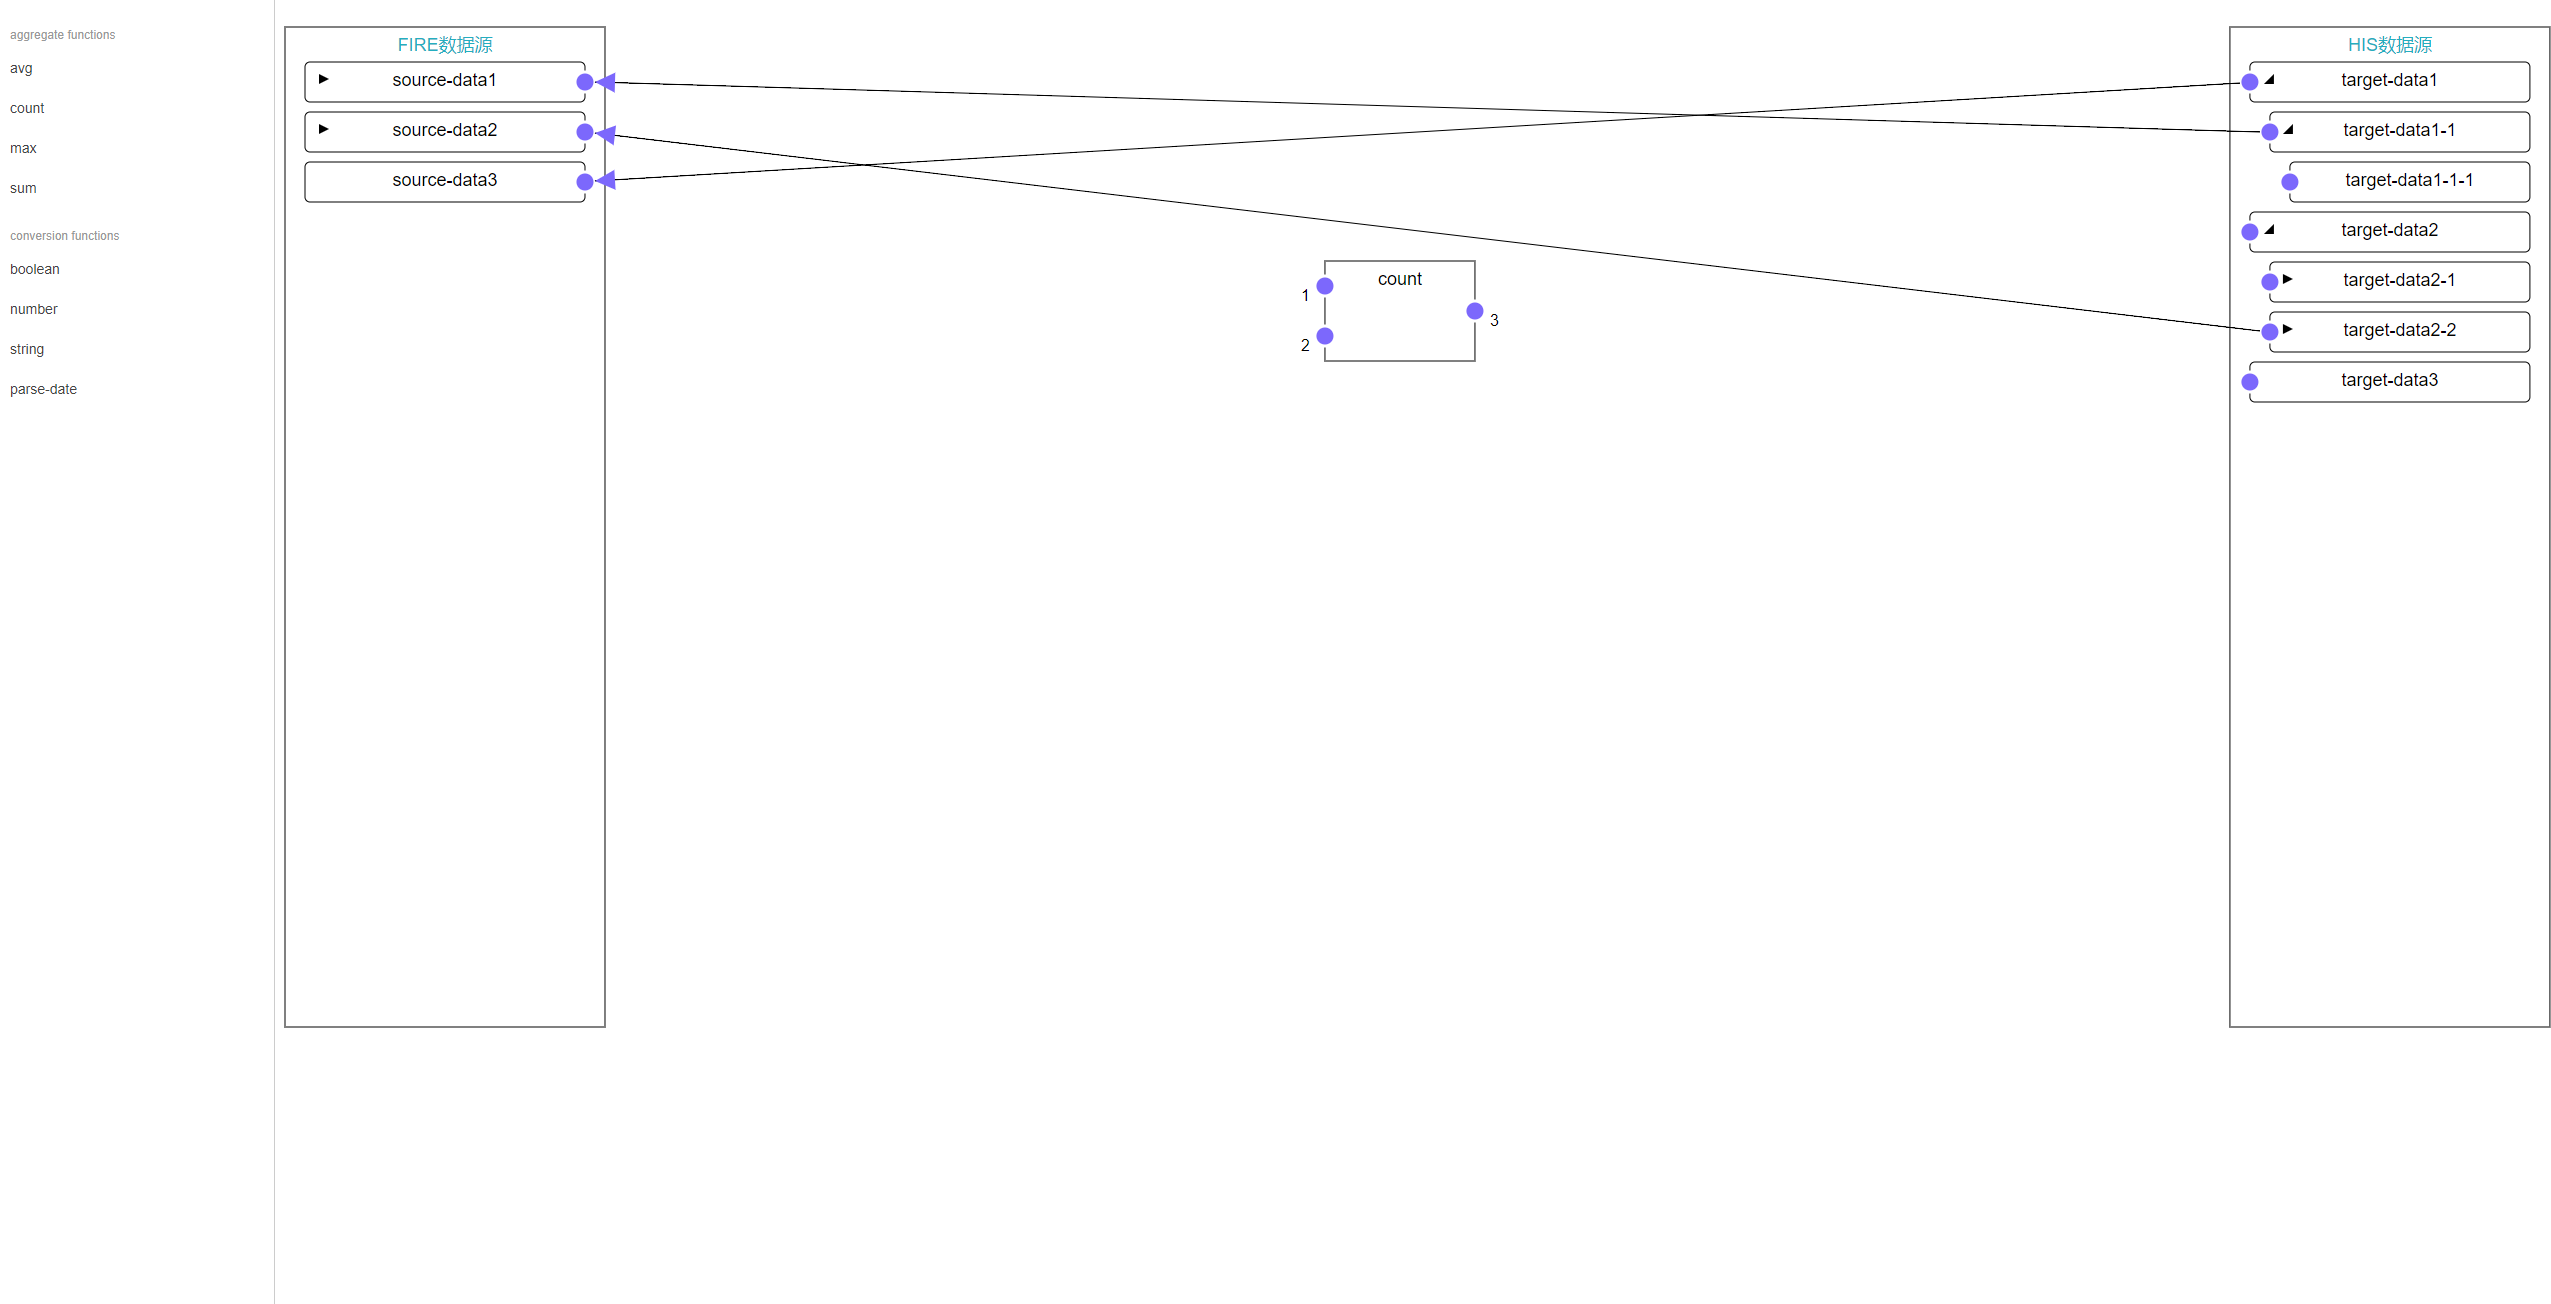 aggregate functions
avg
count
max
sum
conversion functions
boolean
number
string
parse-date
FIRE数据源
source-data1
source-data2
source-data3
count
1
2
3
HIS数据源
target-data1
target-data1-1
target-data1-1-1
target-data2
target-data2-1
target-data2-2
target-data3